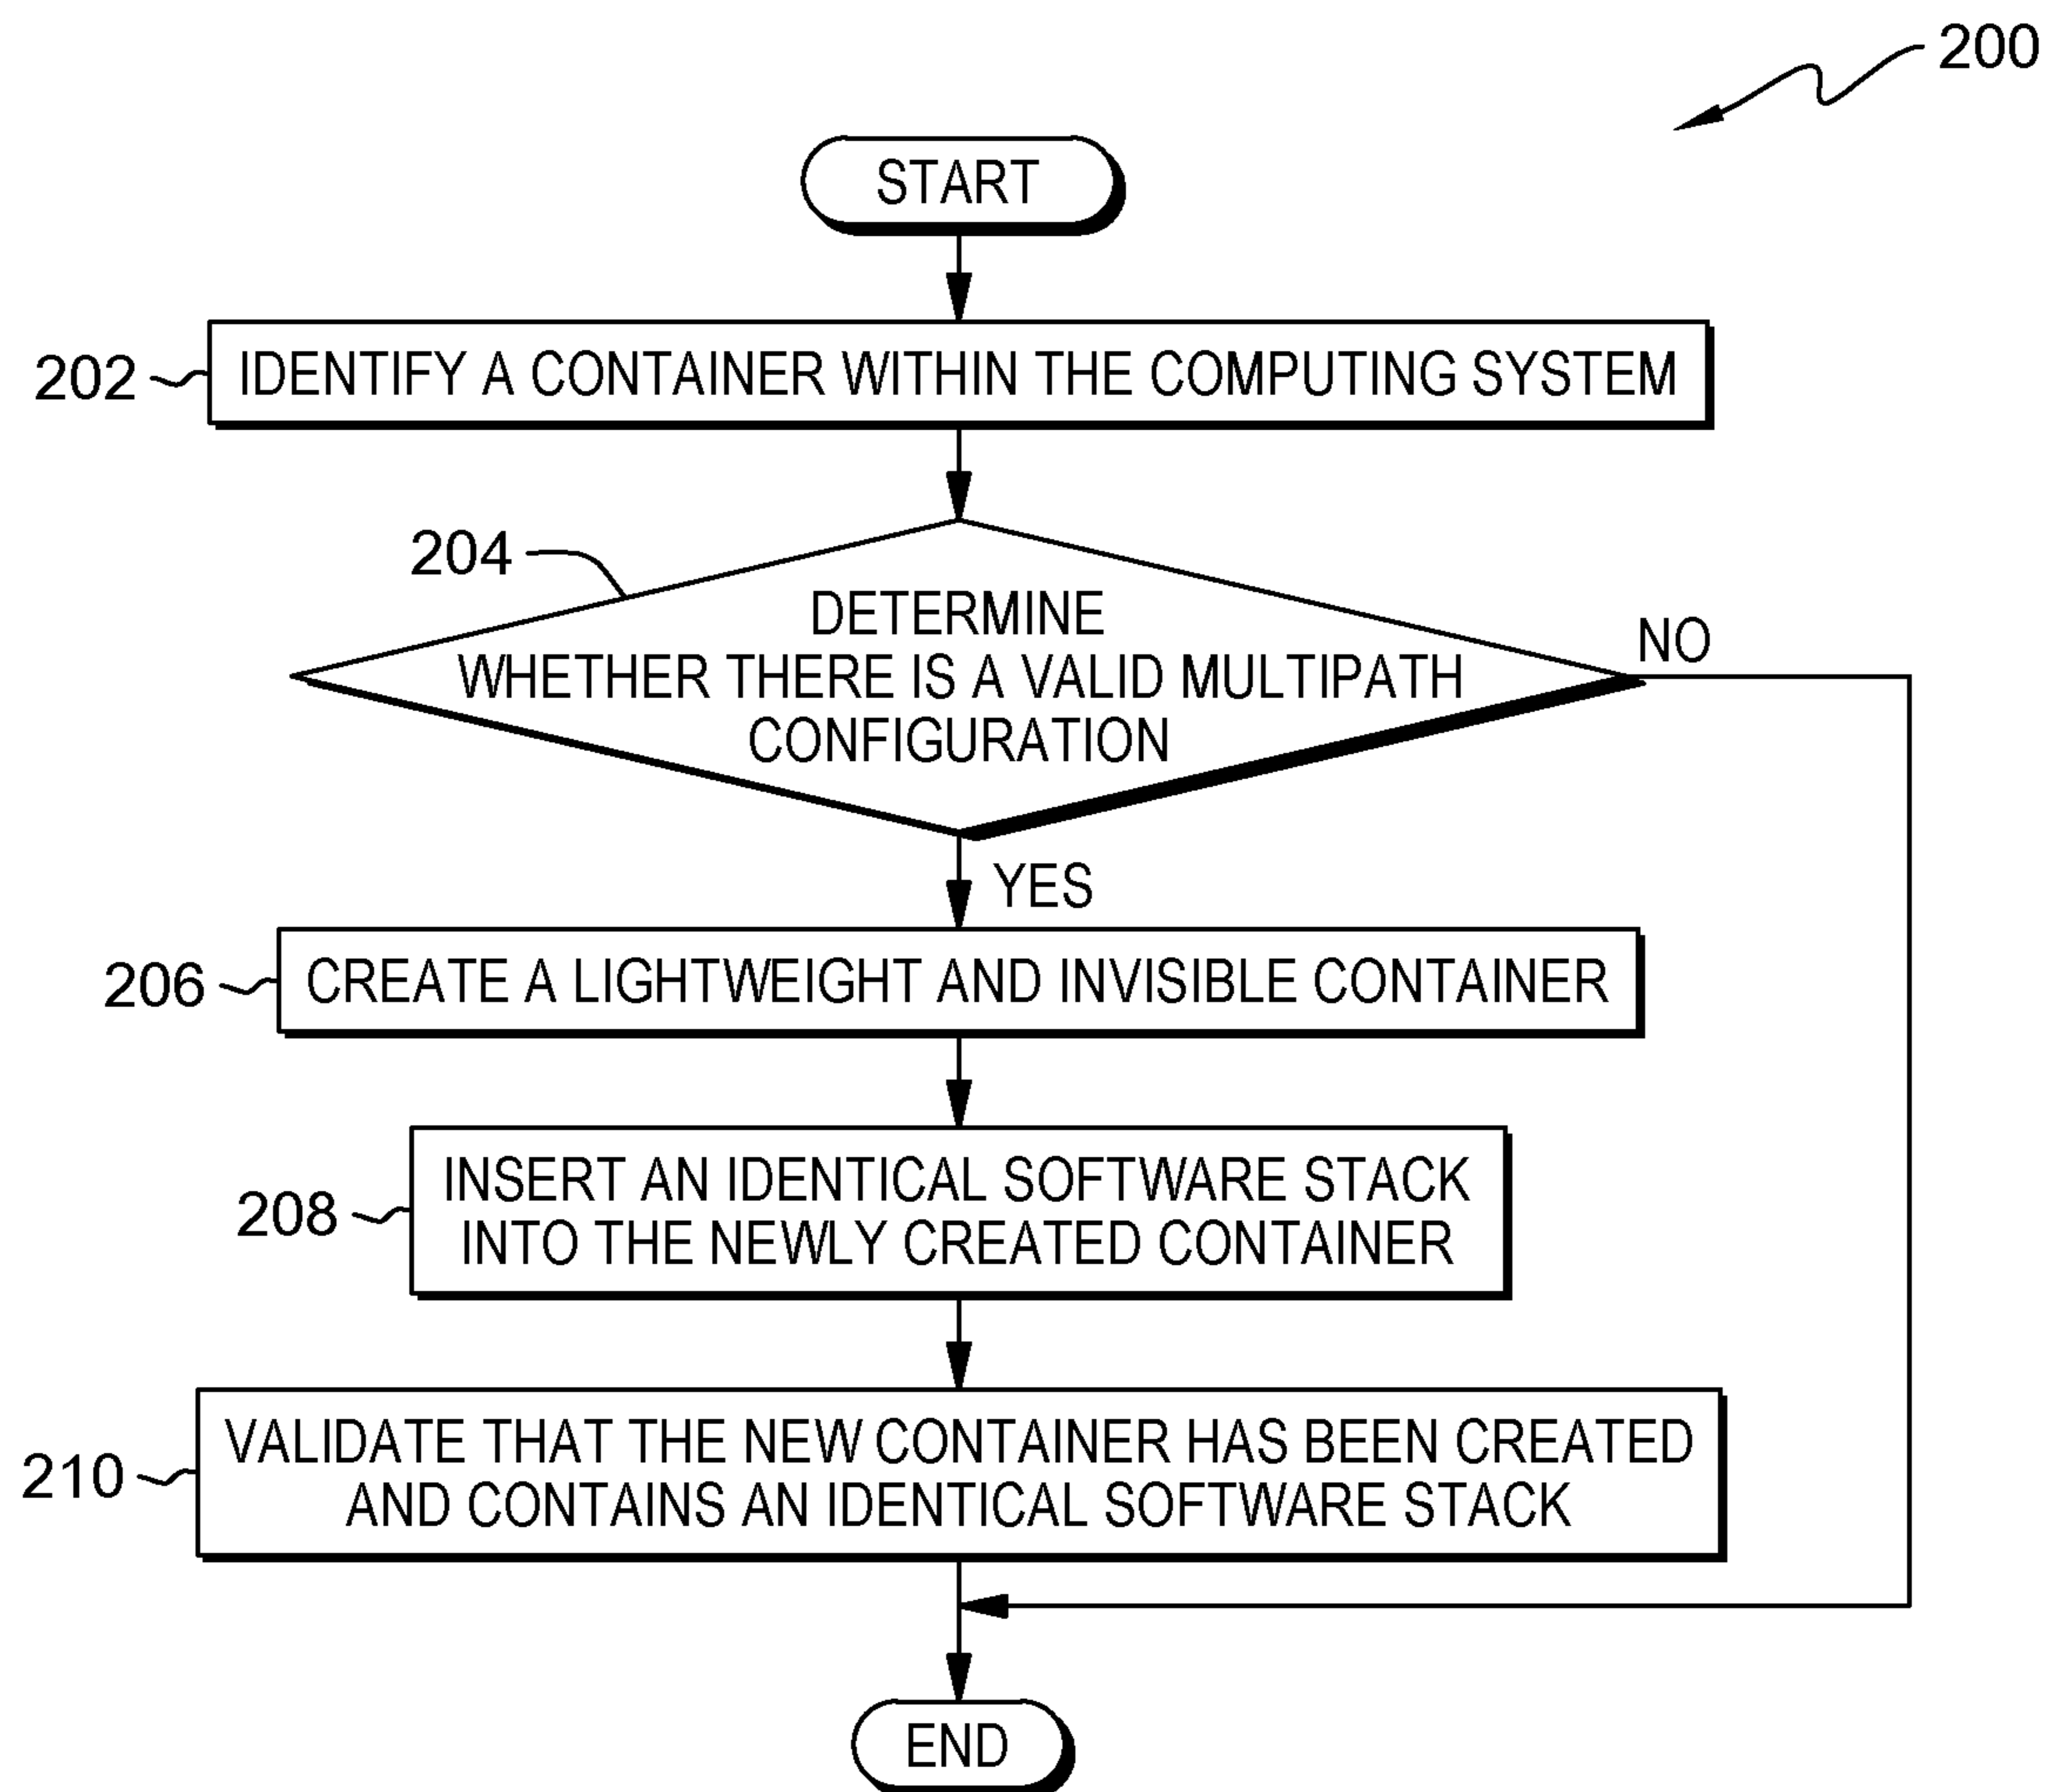 200
START
202
IDENTIFY A CONTAINER WITHIN THE COMPUTING SYSTEM
204
DETERMINE
WHETHER THERE IS A VALID MULTIPATH
CONFIGURATION
NO
YES
206
CREATE A LIGHTWEIGHT AND INVISIBLE CONTAINER
208
INSERT AN IDENTICAL SOFTWARE STACK
INTO THE NEWLY CREATED CONTAINER
210
VALIDATE THAT THE NEW CONTAINER HAS BEEN CREATED
AND CONTAINS AN IDENTICAL SOFTWARE STACK
END